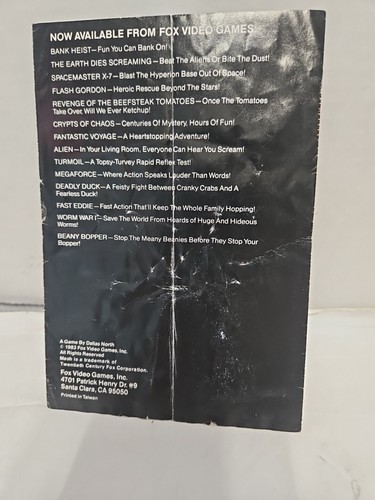 NOW AVAILABLE FROM FOX VIDEO GAMES:
BANK HEIST—Fun You Can Bank On!
THE EARTH DIES SCREAMING—Beat The Aliens Or Bite The Dust!
SPACEMASTER X-7—Blast The Hyperion Base Out Of Space!
FLASH GORDON—Heroic Rescue Beyond The Stars!
REVENGE OF THE BEEFSTEAK TOMATOES—Once The Tomatoes
Take Over, Will We Ever Ketchup!
CRYPTS OF CHAOS—Centuries Of Mystery, Hours Of Fun!
FANTASTIC VOYAGE—A Heartstopping Adventure!
ALIEN—In Your Living Room, Everyone Can Hear You Scream!
TURMOIL—A Topsy-Turvey Rapid Reflex Test!
MEGAFORCE—Where Action Speaks Louder Than Words!
DEADLY DUCK—A Feisty Fight Between Cranky Crabs And A
Fearless Duck!
FAST EDDIE—Fast Action That'll Keep The Whole Family Hopping!
WORM WAR I—Save The World From Hoards of Huge And Hideous
Worms!
BEANY BOPPER—Stop The Meany Beanies Before They Stop Your
Bopper!
A Game By Dallas North
© 1983 Fox Video Games, Inc.
All Rights Reserved
is a trademark of
Twentieth Century Fox Corporation.
Fox Video Games, Inc.
4701 Patrick Henry Dr. #9
Santa Clara, CA 95050
Printed in Taiwan